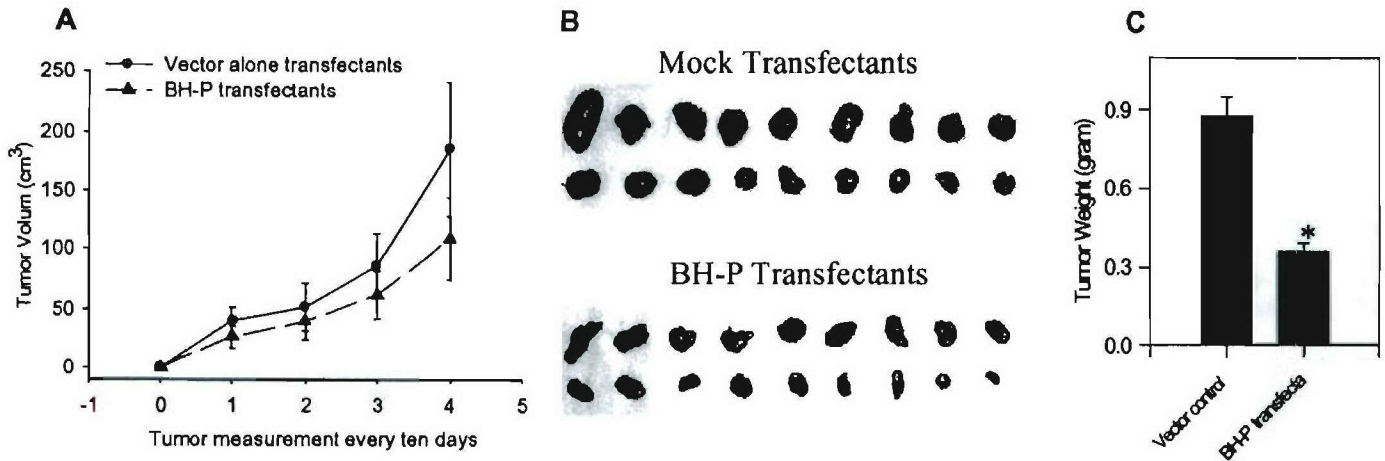 A
Vector alone transfectants
BH-P transfectants
250
200
150
100
50
0
Tumor Volum (cm3)
-1 0 1 2 3 4 5
Tumor measurement every ten days
B
Mock Transfectants
BH-P Transfectants
C
0.9
0.6
0.3
0.0
Tumor Weight (gram)
*
Vector control
BH-P transfecta